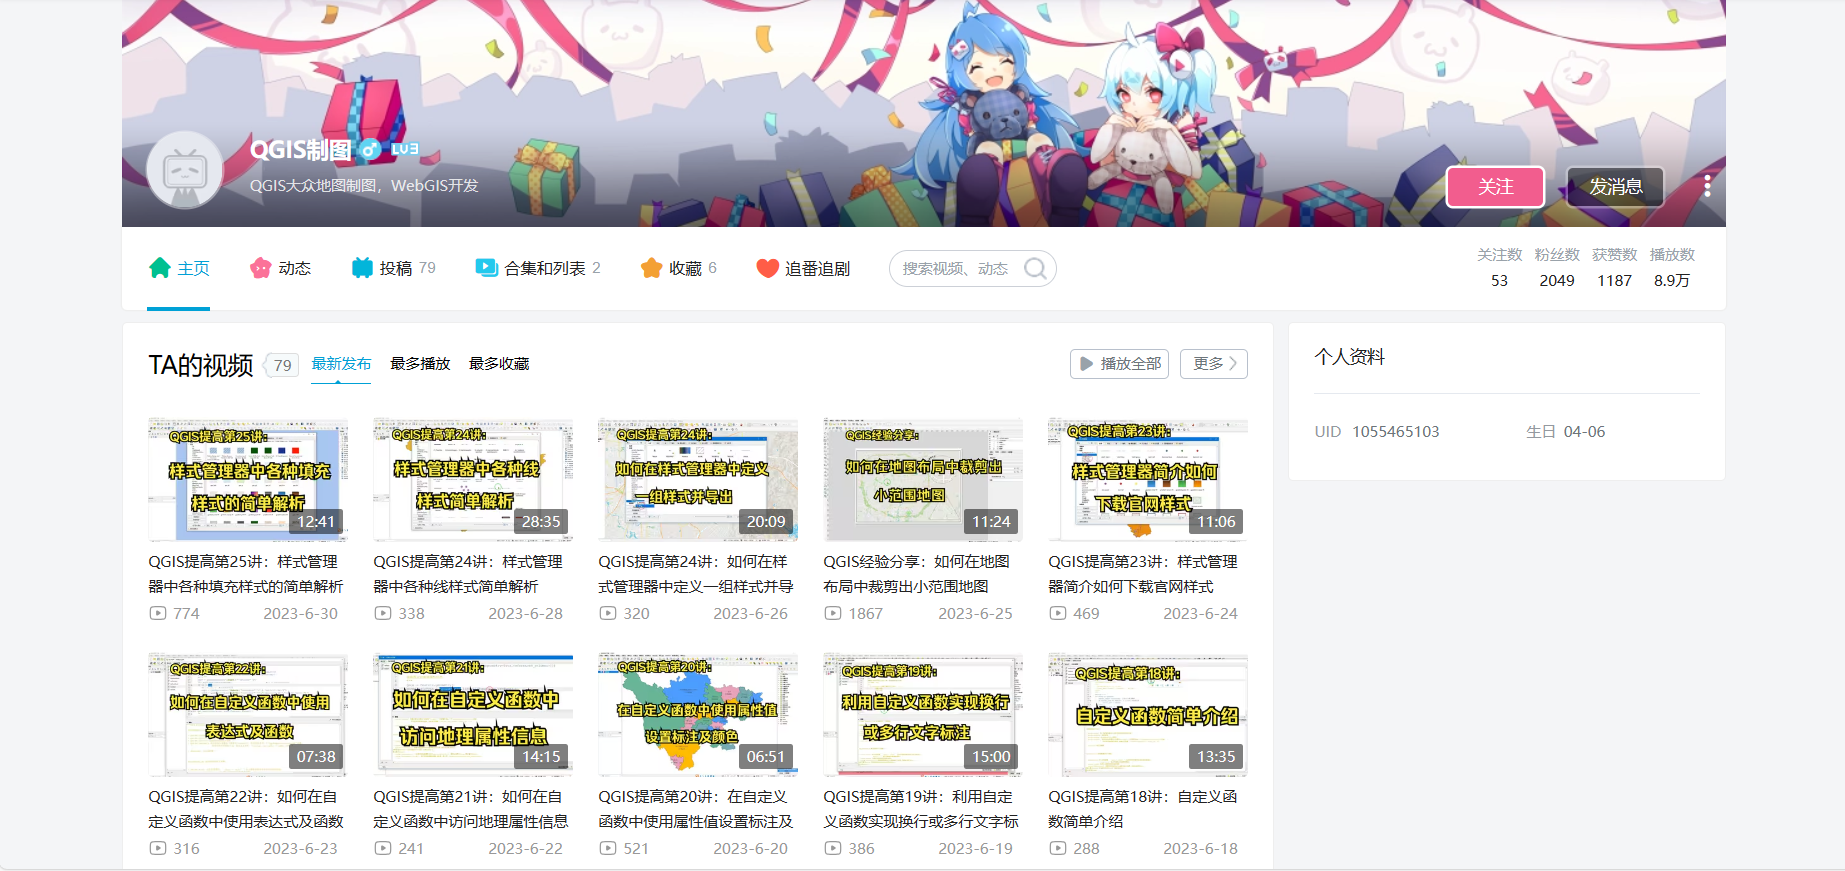 QGIS制图 LV3
QGIS大众地图制图，WebGIS开发
关注
发消息
主页
动态
投稿 79
合集和列表 2
收藏 6
追番追剧
搜索视频、动态
关注数 粉丝数 获赞数 播放数
53 2049 1187 8.9万
TA的视频 79 最新发布 最多播放 最多收藏
播放全部
更多
QGIS提高第25讲:
样式管理器中各种填充
样式的简单解析
12:41
QGIS提高第25讲：样式管理
器中各种填充样式的简单解析
774 2023-6-30
QGIS提高第24讲:
样式管理器中各种线
样式简单解析
28:35
QGIS提高第24讲：样式管理
器中各种线样式简单解析
338 2023-6-28
QGIS提高第24讲:
如何在样式管理器中定义
一组样式并导出
20:09
QGIS提高第24讲：如何在样
式管理器中定义一组样式并导
320 2023-6-26
QGIS经验分享:
如何在地图布局中裁剪出
小范围地图
11:24
QGIS经验分享：如何在地图
布局中裁剪出小范围地图
1867 2023-6-25
QGIS提高第23讲:
样式管理器简介如何
下载官网样式
11:06
QGIS提高第23讲：样式管理
器简介如何下载官网样式
469 2023-6-24
QGIS提高第22讲:
如何在自定义函数中使用
表达式及函数
07:38
QGIS提高第22讲：如何在自
定义函数中使用表达式及函数
316 2023-6-23
QGIS提高第21讲:
如何在自定义函数中
访问地理属性信息
14:15
QGIS提高第21讲：如何在自
定义函数中访问地理属性信息
241 2023-6-22
QGIS提高第20讲:
在自定义函数中使用属性值
设置标注及颜色
06:51
QGIS提高第20讲：在自定义
函数中使用属性值设置标注及
521 2023-6-20
QGIS提高第19讲:
利用自定义函数实现换行
或多行文字标注
15:00
QGIS提高第19讲：利用自定
义函数实现换行或多行文字标
386 2023-6-19
QGIS提高第18讲:
自定义函数简单介绍
13:35
QGIS提高第18讲：自定义函
数简单介绍
288 2023-6-18
个人资料
UID 1055465103 生日 04-06